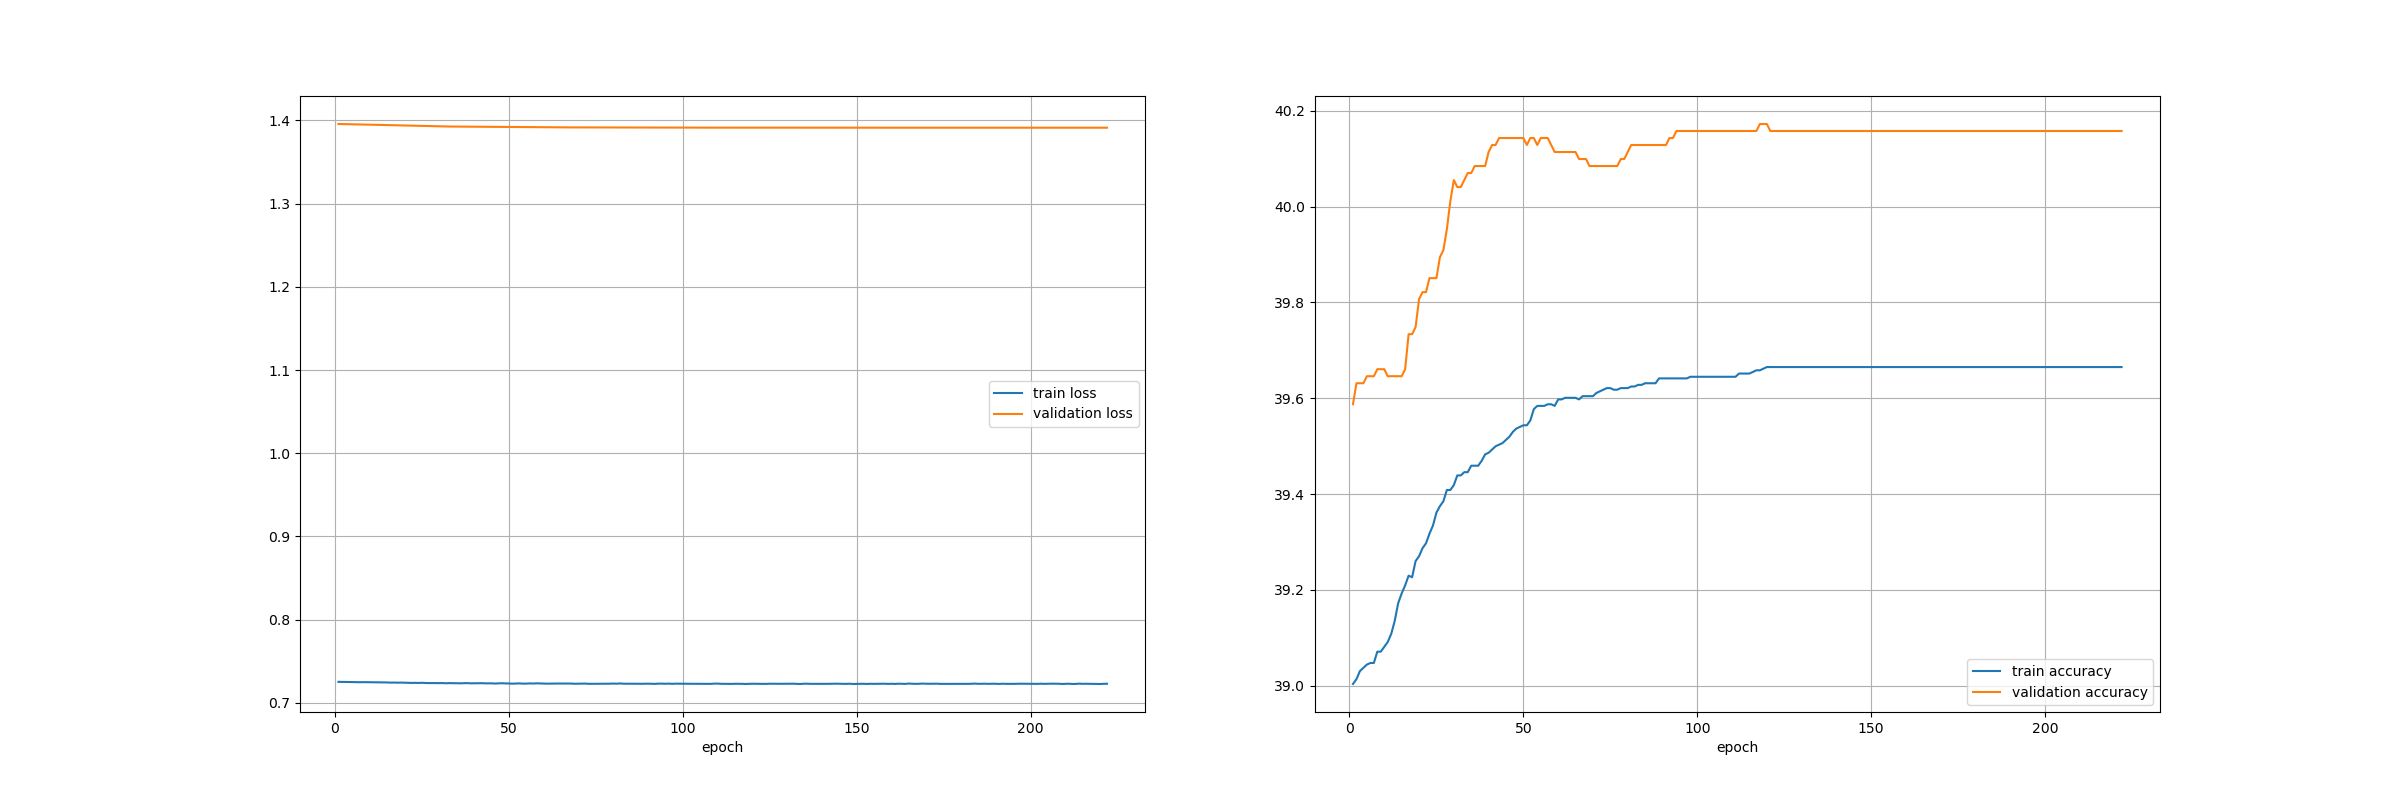 1.4
1.3
1.2
1.1
1.0
0.9
0.8
0.7
0 50 100 150 200
epoch
train loss
validation loss
40.2
40.0
39.8
39.6
39.4
39.2
39.0
0 50 100 150 200
epoch
train accuracy
validation accuracy